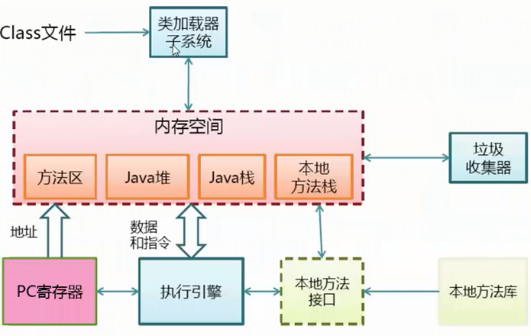 Class文件
类加载器
子系统
内存空间
方法区
Java堆
Java栈
本地
方法栈
垃圾
收集器
地址
数据
和指令
PC寄存器
执行引擎
本地方法
接口
本地方法库